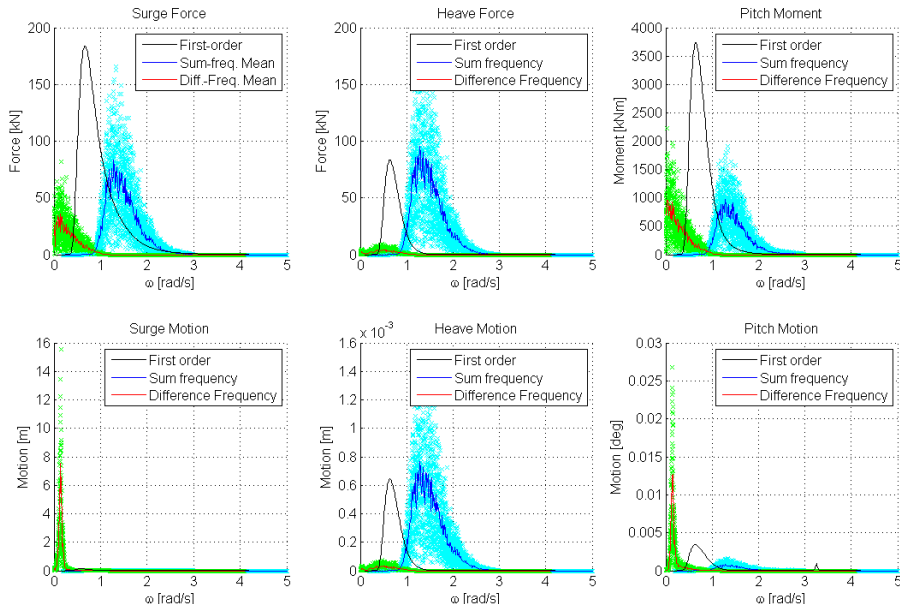 Surge Force
200
150
100
50
0
0 1 2 3 4 5
Force [kN]
ω [rad/s]
First-order
Sum-freq. Mean
Diff.-Freq. Mean
Heave Force
200
150
100
50
0
0 1 2 3 4 5
Force [kN]
ω [rad/s]
First order
Sum frequency
Difference Frequency
Pitch Moment
4000
3500
3000
2500
2000
1500
1000
500
0
0 1 2 3 4 5
Moment [kNm]
ω [rad/s]
First order
Sum frequency
Difference Frequency
Surge Motion
16
14
12
10
8
6
4
2
0
0 1 2 3 4 5
Motion [m]
ω [rad/s]
First order
Sum frequency
Difference Frequency
Heave Motion
x 10⁻³
1.6
1.4
1.2
1
0.8
0.6
0.4
0.2
0
0 1 2 3 4 5
Motion [m]
ω [rad/s]
First order
Sum frequency
Difference Frequency
Pitch Motion
0.03
0.025
0.02
0.015
0.01
0.005
0
0 1 2 3 4 5
Motion [deg]
ω [rad/s]
First order
Sum frequency
Difference Frequency